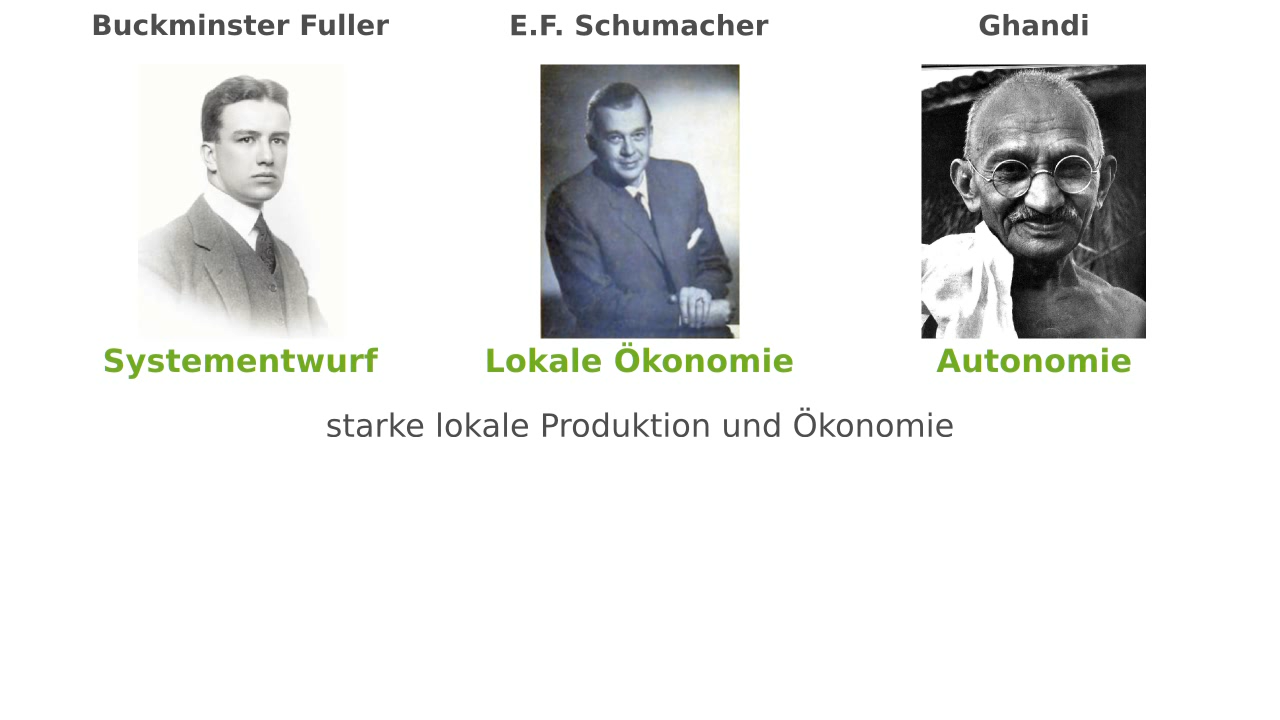 Buckminster Fuller
E.F. Schumacher
Ghandi
Systementwurf
Lokale Ökonomie
Autonomie
starke lokale Produktion und Ökonomie